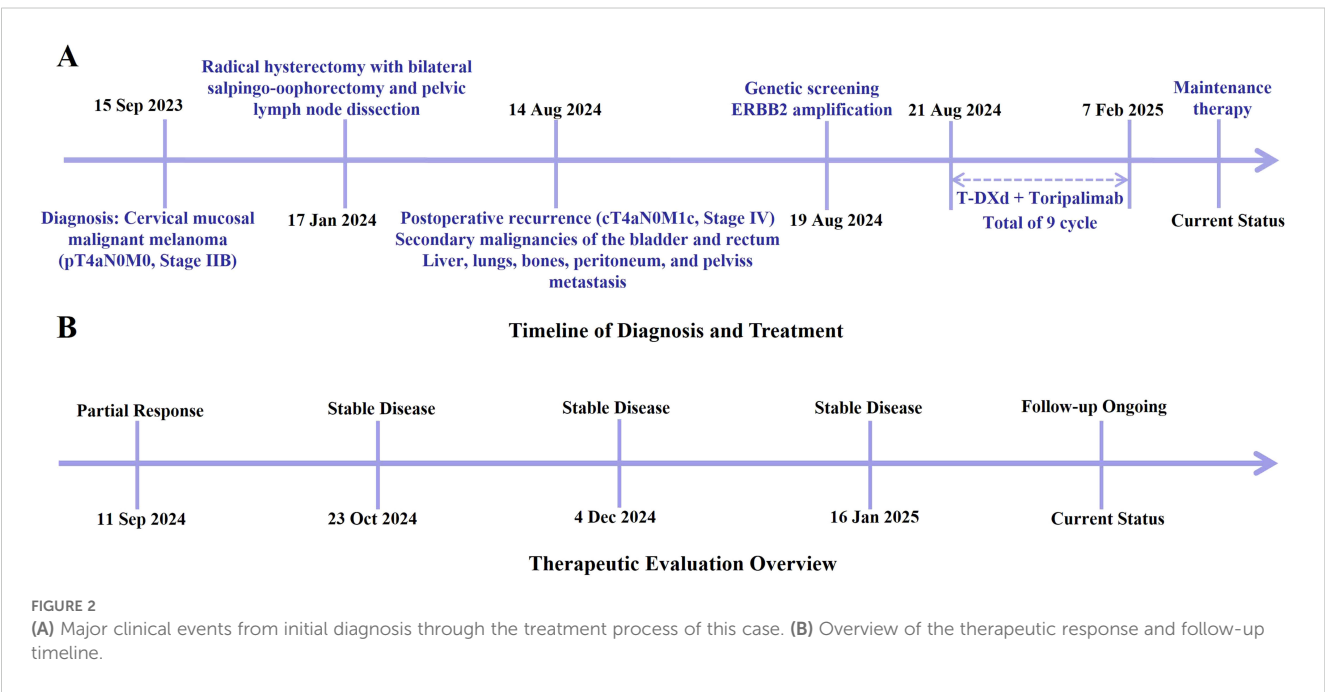 A
15 Sep 2023
Radical hysterectomy with bilateral
salpingo-oophorectomy and pelvic
lymph node dissection
14 Aug 2024
Genetic screening
ERBB2 amplification
21 Aug 2024
7 Feb 2025
Maintenance
therapy
Diagnosis: Cervical mucosal
malignant melanoma
(pT4aN0M0, Stage IIB)
17 Jan 2024
Postoperative recurrence (cT4aN0M1c, Stage IV)
Secondary malignancies of the bladder and rectum
Liver, lungs, bones, peritoneum, and pelviss
metastasis
19 Aug 2024
T-DXd + Toripalimab
Total of 9 cycle
Current Status
Timeline of Diagnosis and Treatment
B
Partial Response
Stable Disease
Stable Disease
Stable Disease
Follow-up Ongoing
11 Sep 2024
23 Oct 2024
4 Dec 2024
16 Jan 2025
Current Status
Therapeutic Evaluation Overview
FIGURE 2
(A) Major clinical events from initial diagnosis through the treatment process of this case. (B) Overview of the therapeutic response and follow-up
timeline.